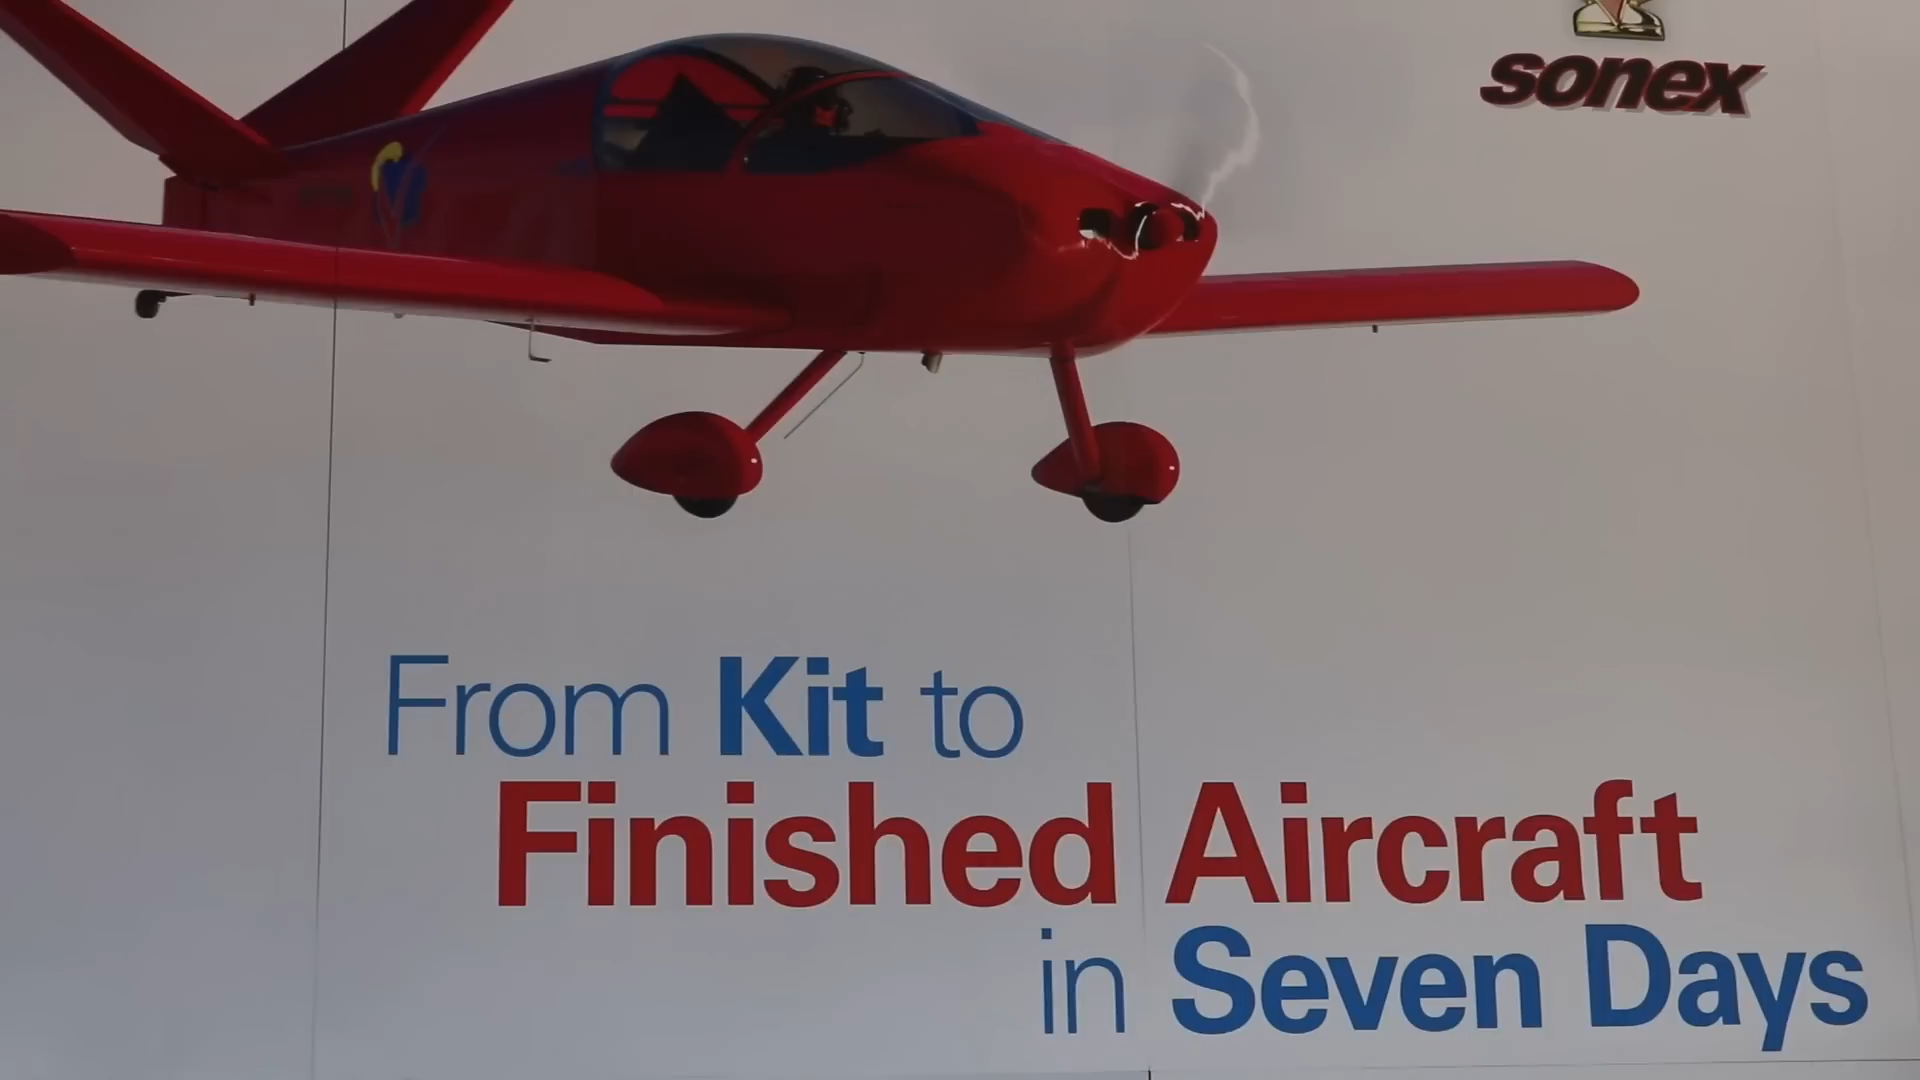 sonex
From Kit to
Finished Aircraft
in Seven Days